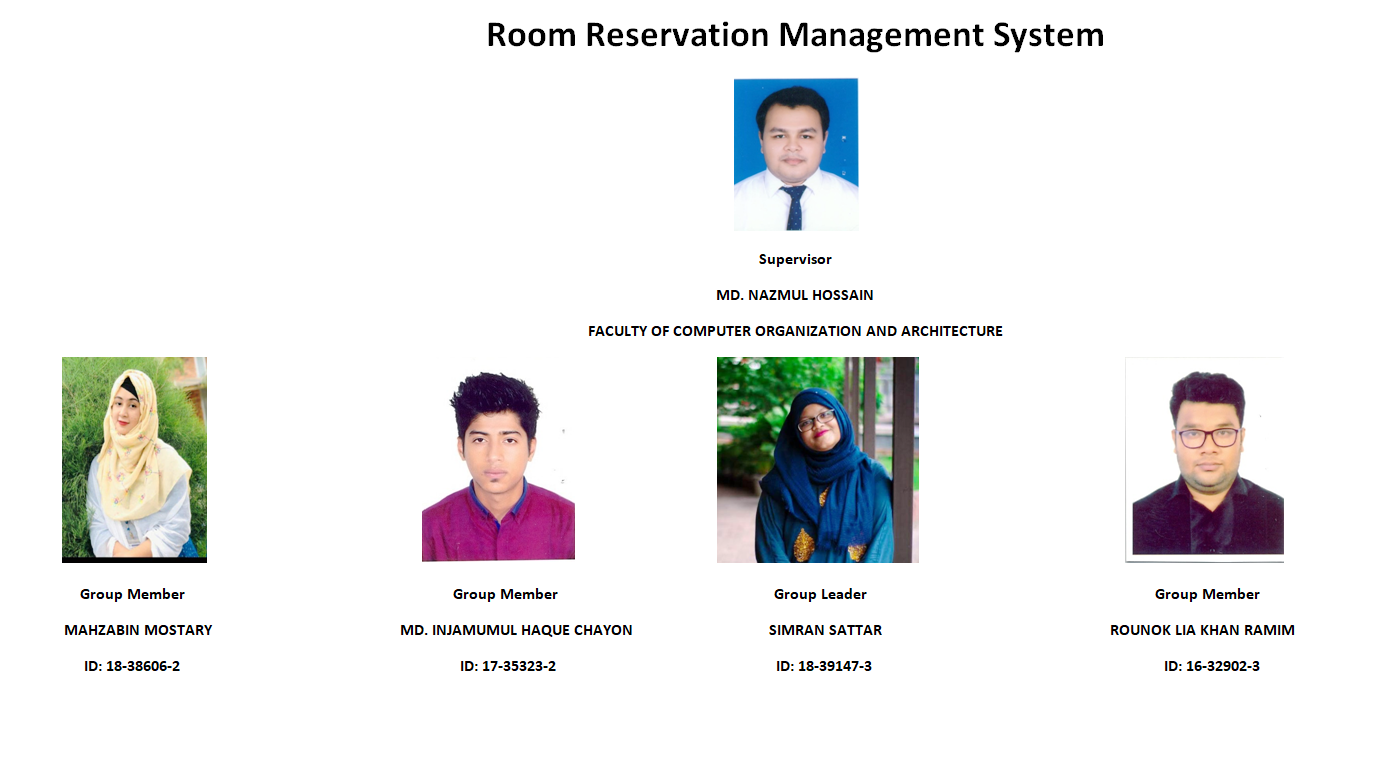 Room Reservation Management System
Supervisor
MD. NAZMUL HOSSAIN
FACULTY OF COMPUTER ORGANIZATION AND ARCHITECTURE
Group Member
MAHZABIN MOSTARY
ID: 18-38606-2
Group Member
MD. INJAMUMUL HAQUE CHAYON
ID: 17-35323-2
Group Leader
SIMRAN SATTAR
ID: 18-39147-3
Group Member
ROUNOK LIA KHAN RAMIM
ID: 16-32902-3